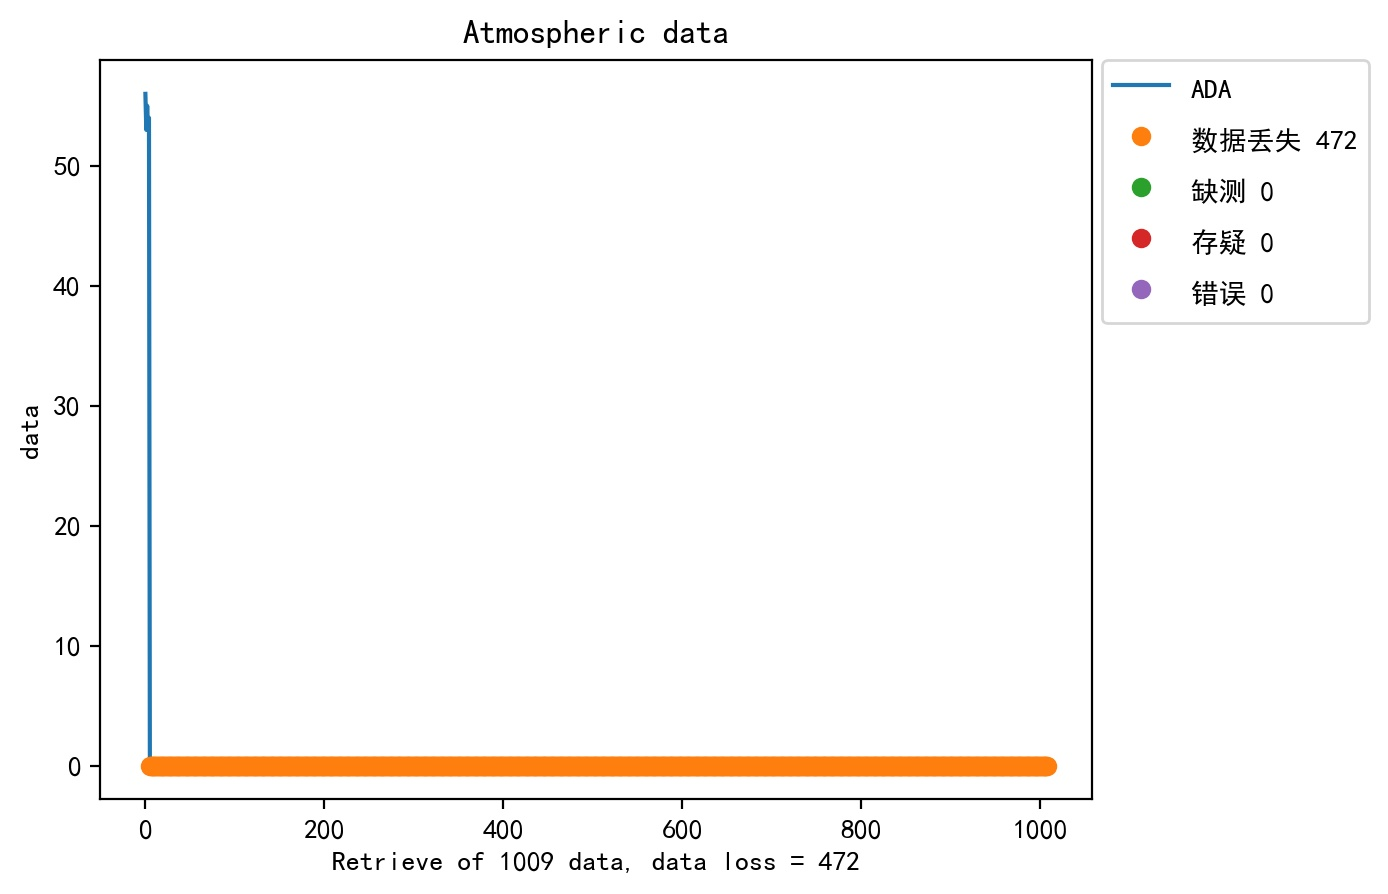 Atmospheric data
ADA
数据丢失 472
缺测 0
存疑 0
错误 0
50
40
30
20
10
0
data
0 200 400 600 800 1000
Retrieve of 1009 data, data loss = 472